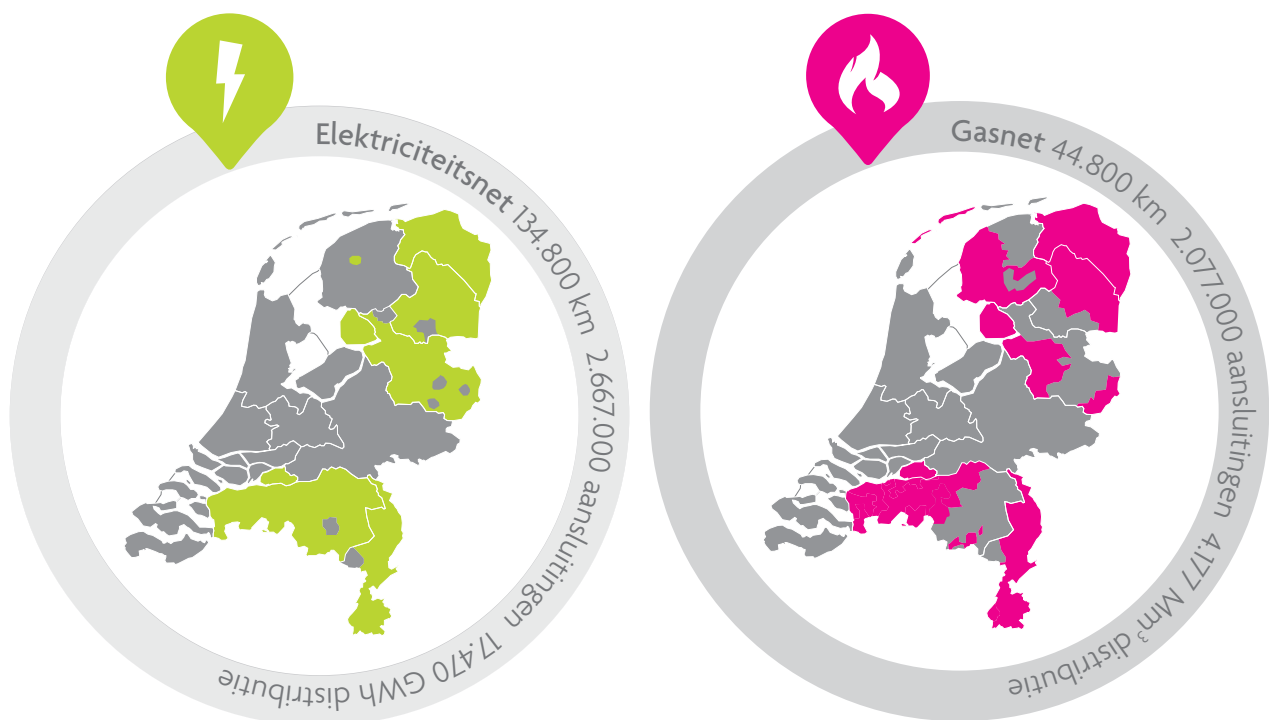 Elektriciteitsnet 134.800 km 2.667.000 aansluitingen 17.470 GWh distributie
Gasnet 44.800 km 2.077.000 aansluitingen 4.177 Mm³ distributie